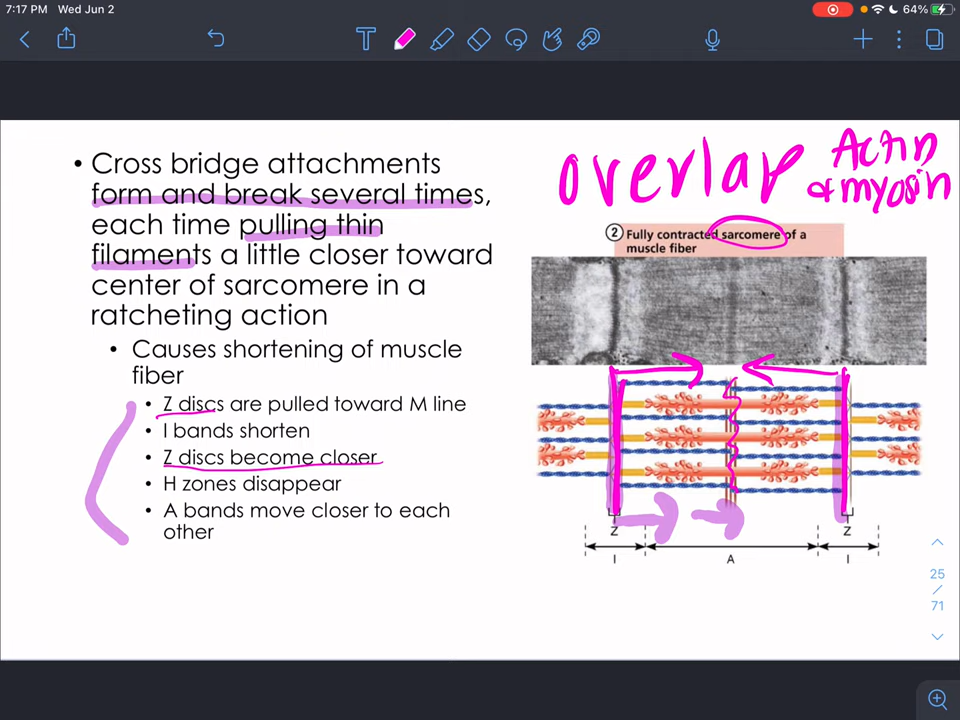 7:17 PM Wed Jun 2
64%
T
• Cross bridge attachments
form and break several times,
each time pulling thin
filaments a little closer toward
center of sarcomere in a
ratcheting action
• Causes shortening of muscle
fiber
• Z discs are pulled toward M line
• I bands shorten
• Z discs become closer
• H zones disappear
• A bands move closer to each
other
overlap
Actin
& myosin
② Fully contracted sarcomere of a
muscle fiber
Z Z
I A I
25
/
71